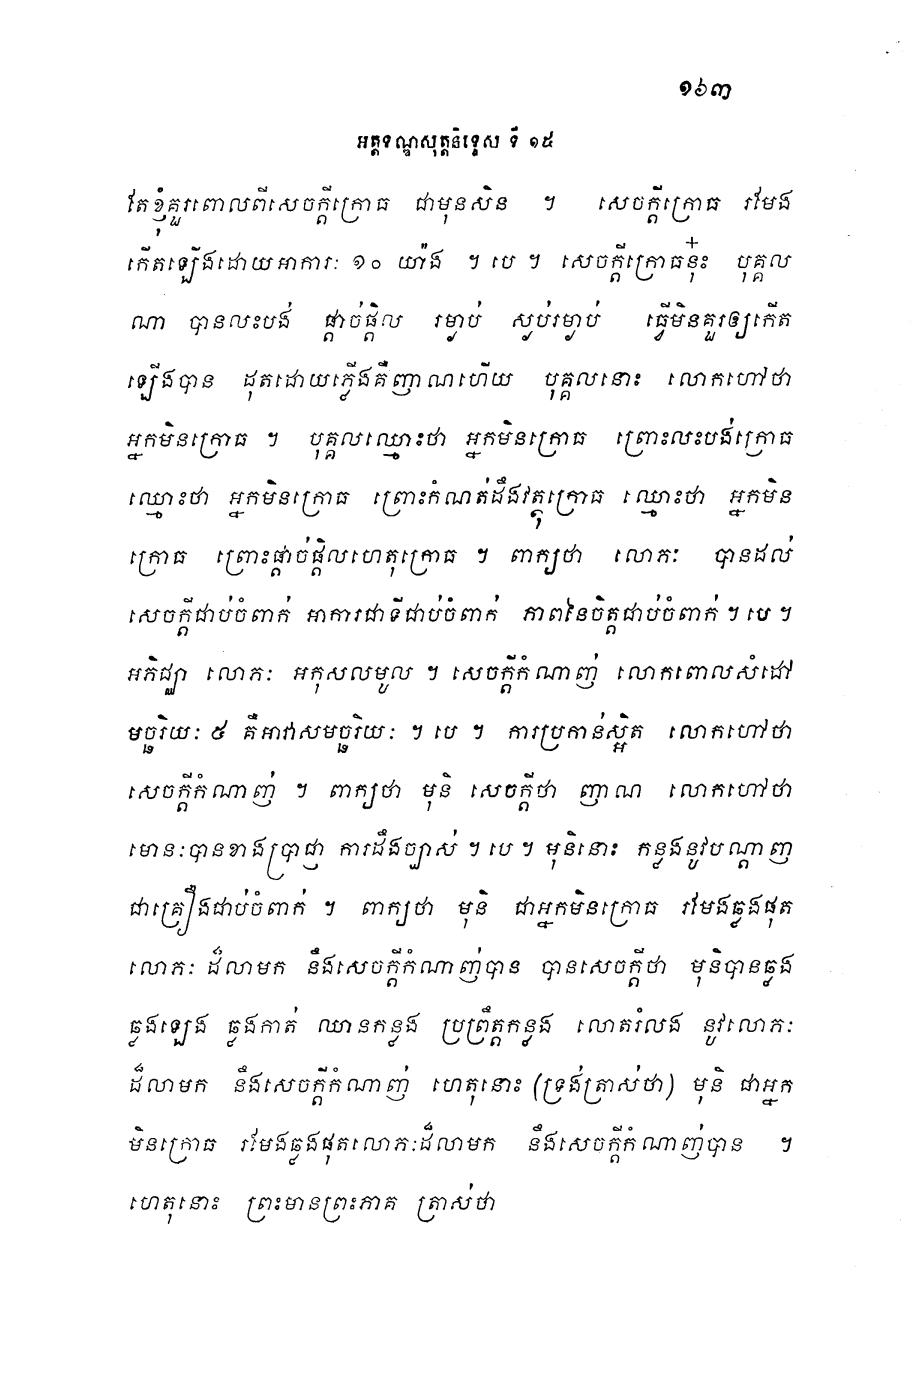 ១៦៣
អត្តទណ្ឌសុត្តនិទ្ទេស ទី ១៥
តែខ្ញុំគួរពោលពីសេចក្តីក្រោធ ជាមុនសិន ។ សេចក្តីក្រោធ រមែង
កើតឡើងដោយអាការៈ ១០ យ៉ាង ។ បេ ។ សេចក្តីក្រោធនុ៎ះ បុគ្គល
ណា បានលះបង់ ផ្តាច់ផ្តិល រម្ងាប់ ស្ងប់រម្ងាប់ ធ្វើមិនគួរឲ្យកើត
ឡើងបាន ដុតដោយភ្លើងគឺញាណហើយ បុគ្គលនោះ លោកហៅថា
អ្នកមិនក្រោធ ។ បុគ្គលឈ្មោះថា អ្នកមិនក្រោធ ព្រោះលះបង់ក្រោធ
ឈ្មោះថា អ្នកមិនក្រោធ ព្រោះកំណត់ដឹងវត្ថុក្រោធ ឈ្មោះថា អ្នកមិន
ក្រោធ ព្រោះផ្តាច់ផ្តិលហេតុក្រោធ ។ ពាក្យថា លោភៈ បានដល់
សេចក្តីជាប់ចំពាក់ អាការជាទីជាប់ចំពាក់ ភាពនៃចិត្តជាប់ចំពាក់ ។ បេ ។
អភិជ្ឈា លោភៈ អកុសលមូល ។ សេចក្តីកំណាញ់ លោកពោលសំដៅ
មច្ឆរិយៈ ៥ គឺអាវាសមច្ឆរិយៈ ។ បេ ។ ការប្រកាន់ស្អិត លោកហៅថា
សេចក្តីកំណាញ់ ។ ពាក្យថា មុនិ សេចក្តីថា ញាណ លោកហៅថា
មោនៈបានខាងប្រាជ្ញា ការដឹងច្បាស់ ។ បេ ។ មុនិនោះ កន្លងនូវបណ្តាញ
ជាគ្រឿងជាប់ចំពាក់ ។ ពាក្យថា មុនិ ជាអ្នកមិនក្រោធ រមែងឆ្លងផុត
លោភៈ ដ៏លាមក និងសេចក្តីកំណាញ់បាន បានសេចក្តីថា មុនិបានឆ្លង
ឆ្លងឡេង ឆ្លងកាត់ ឈានកន្លង ប្រព្រឹត្តកន្លង លោតរំលង នូវលោភៈ
ដ៏លាមក និងសេចក្តីកំណាញ់ ហេតុនោះ (ទ្រង់ត្រាស់ថា) មុនិ ជាអ្នក
មិនក្រោធ រមែងឆ្លងផុតលោភៈដ៏លាមក និងសេចក្តីកំណាញ់បាន ។
ហេតុនោះ ព្រះមានព្រះភាគ ត្រាស់ថា